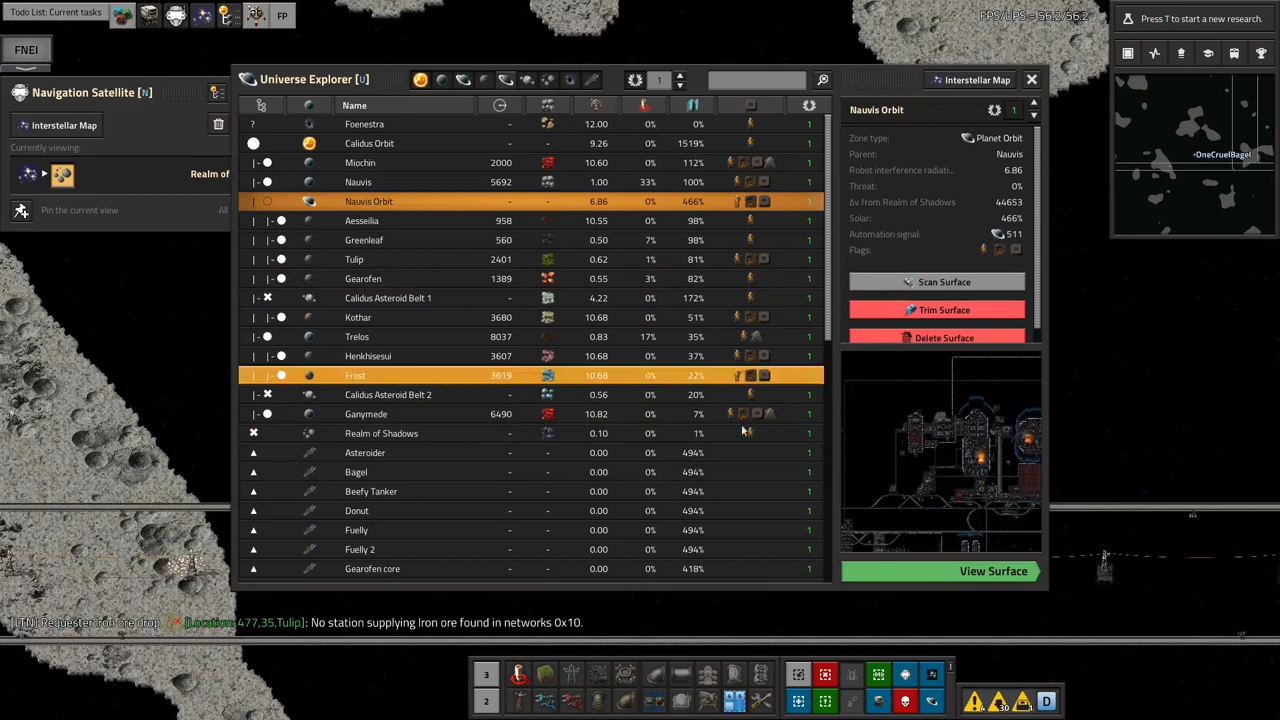 Todo List: Current tasks
FP
FPS/UPS = 56.2/56.2
Press T to start a new research.
FNEI
Navigation Satellite [N]
Interstellar Map
Currently viewing:
Realm of
Pin the current view
All
Universe Explorer [U]
1
Interstellar Map
Name
? Foenestra - 12.00 0% 0% 1
Calidus Orbit - 9.26 0% 1519% 1
|- Miochin 2000 10.60 0% 112% 1
|- Nauvis 5692 1.00 33% 100% 1
| Nauvis Orbit - - 6.86 0% 466% 1
| |- Aesseilia 958 10.55 0% 98% 1
| |- Greenleaf 560 0.50 7% 98% 1
| |- Tulip 2401 0.62 1% 81% 1
| |- Gearofen 1389 0.55 3% 82% 1
|- Calidus Asteroid Belt 1 - 4.22 0% 172% 1
|- Kothar 3680 10.68 0% 51% 1
|- Trelos 8037 0.83 17% 35% 1
|- Henkhisesui 3607 10.68 0% 37% 1
| |- Frost 3619 10.68 0% 22% 1
|- Calidus Asteroid Belt 2 - 0.56 0% 20% 1
|- Ganymede 6490 10.82 0% 7% 1
Realm of Shadows - 0.10 0% 1% 1
Asteroider - - 0.00 0% 494% 1
Bagel - - 0.00 0% 494% 1
Beefy Tanker - - 0.00 0% 494% 1
Donut - - 0.00 0% 494% 1
Fuelly - - 0.00 0% 494% 1
Fuelly 2 - - 0.00 0% 494% 1
Gearofen core - - 0.00 0% 418% 1
Nauvis Orbit
1
Zone type: Planet Orbit
Parent: Nauvis
Robot interference radiati... 6.86
Threat: 0%
Δv from Realm of Shadows 44653
Solar: 466%
Automation signal: 511
Flags:
Scan Surface
Trim Surface
Delete Surface
View Surface
OneCruelBagel
[LTN] Requester iron ore drop [Location: 477,35,Tulip]: No station supplying Iron ore found in networks 0x10.
3
2
4
30
1
D